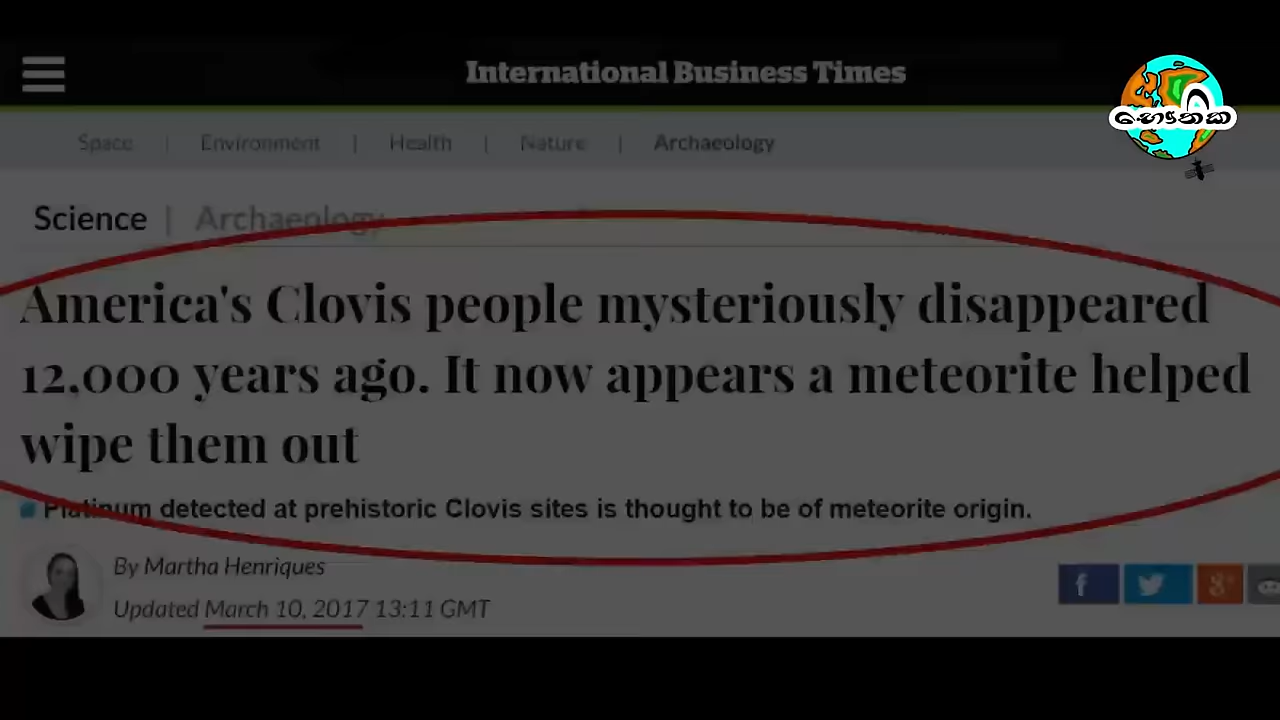 International Business Times
භෞතික
Space | Environment | Health | Nature | Archaeology
Science | Archaeology
America's Clovis people mysteriously disappeared
12,000 years ago. It now appears a meteorite helped
wipe them out
Platinum detected at prehistoric Clovis sites is thought to be of meteorite origin.
By Martha Henriques
Updated March 10, 2017 13:11 GMT